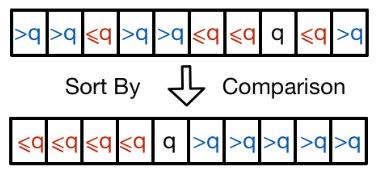 >q >q ⩽q >q >q ⩽q ⩽q q ⩽q >q
Sort By Comparison
⩽q ⩽q ⩽q ⩽q q >q >q >q >q >q